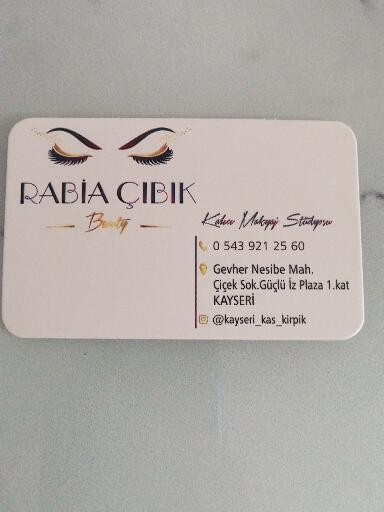 RABİA ÇIBIK
Beauty
Kalıcı Makyaj Stüdyosu
0 543 921 25 60
Gevher Nesibe Mah.
Çiçek Sok.Güçlü İz Plaza 1.kat
KAYSERİ
@kayseri_kas_kirpik